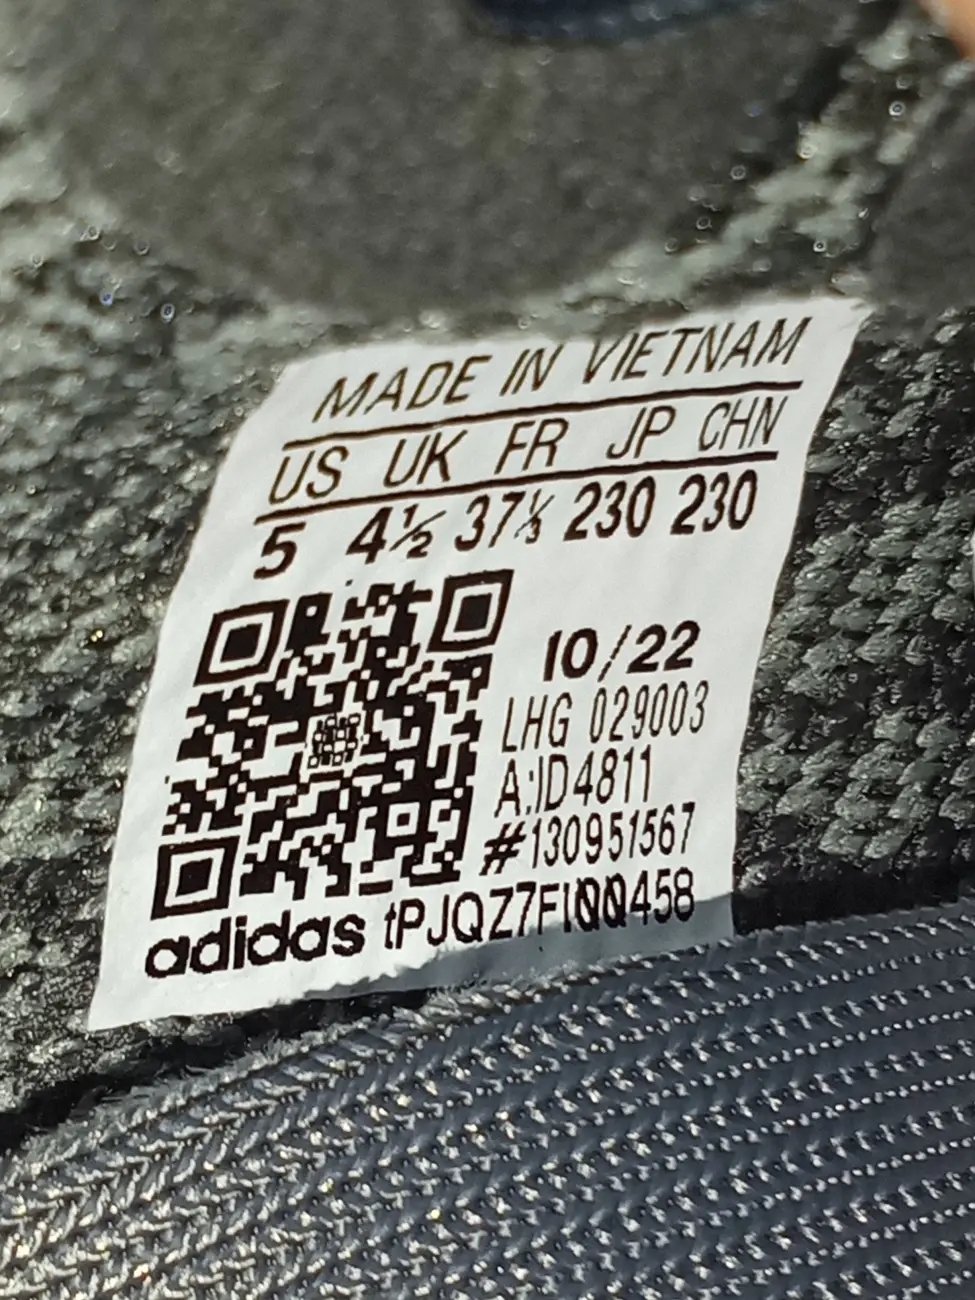 MADE IN VIETNAM
US UK FR JP CHN
5 4½ 37⅓ 230 230
10/22
LHG 029003
A:ID4811
#130951567
adidas tPJQZ7FI00458